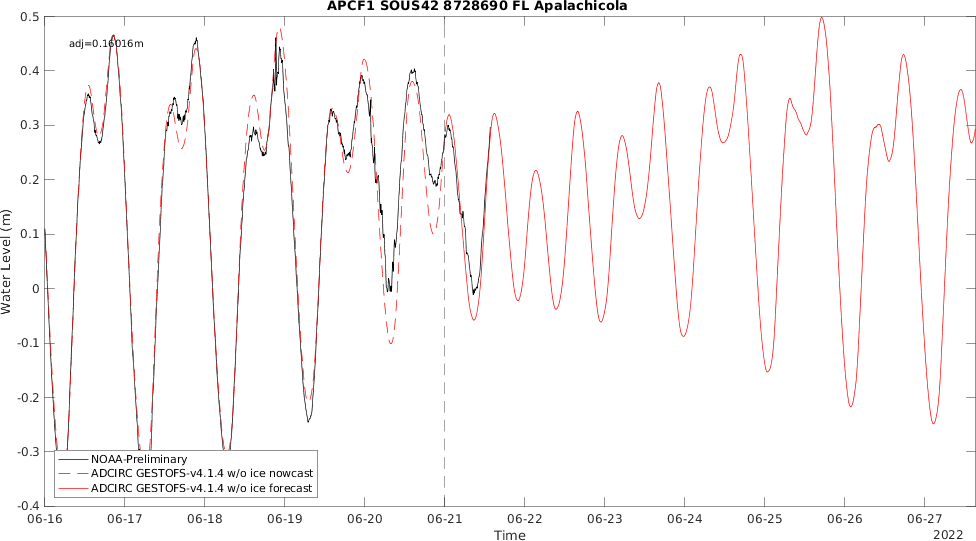 APCF1 SOUS42 8728690 FL Apalachicola
adj=0.16016m
Water Level (m)
0.5
0.4
0.3
0.2
0.1
0
-0.1
-0.2
-0.3
-0.4
NOAA-Preliminary
ADCIRC GESTOFS-v4.1.4 w/o ice nowcast
ADCIRC GESTOFS-v4.1.4 w/o ice forecast
06-16 06-17 06-18 06-19 06-20 06-21 06-22 06-23 06-24 06-25 06-26 06-27
Time
2022